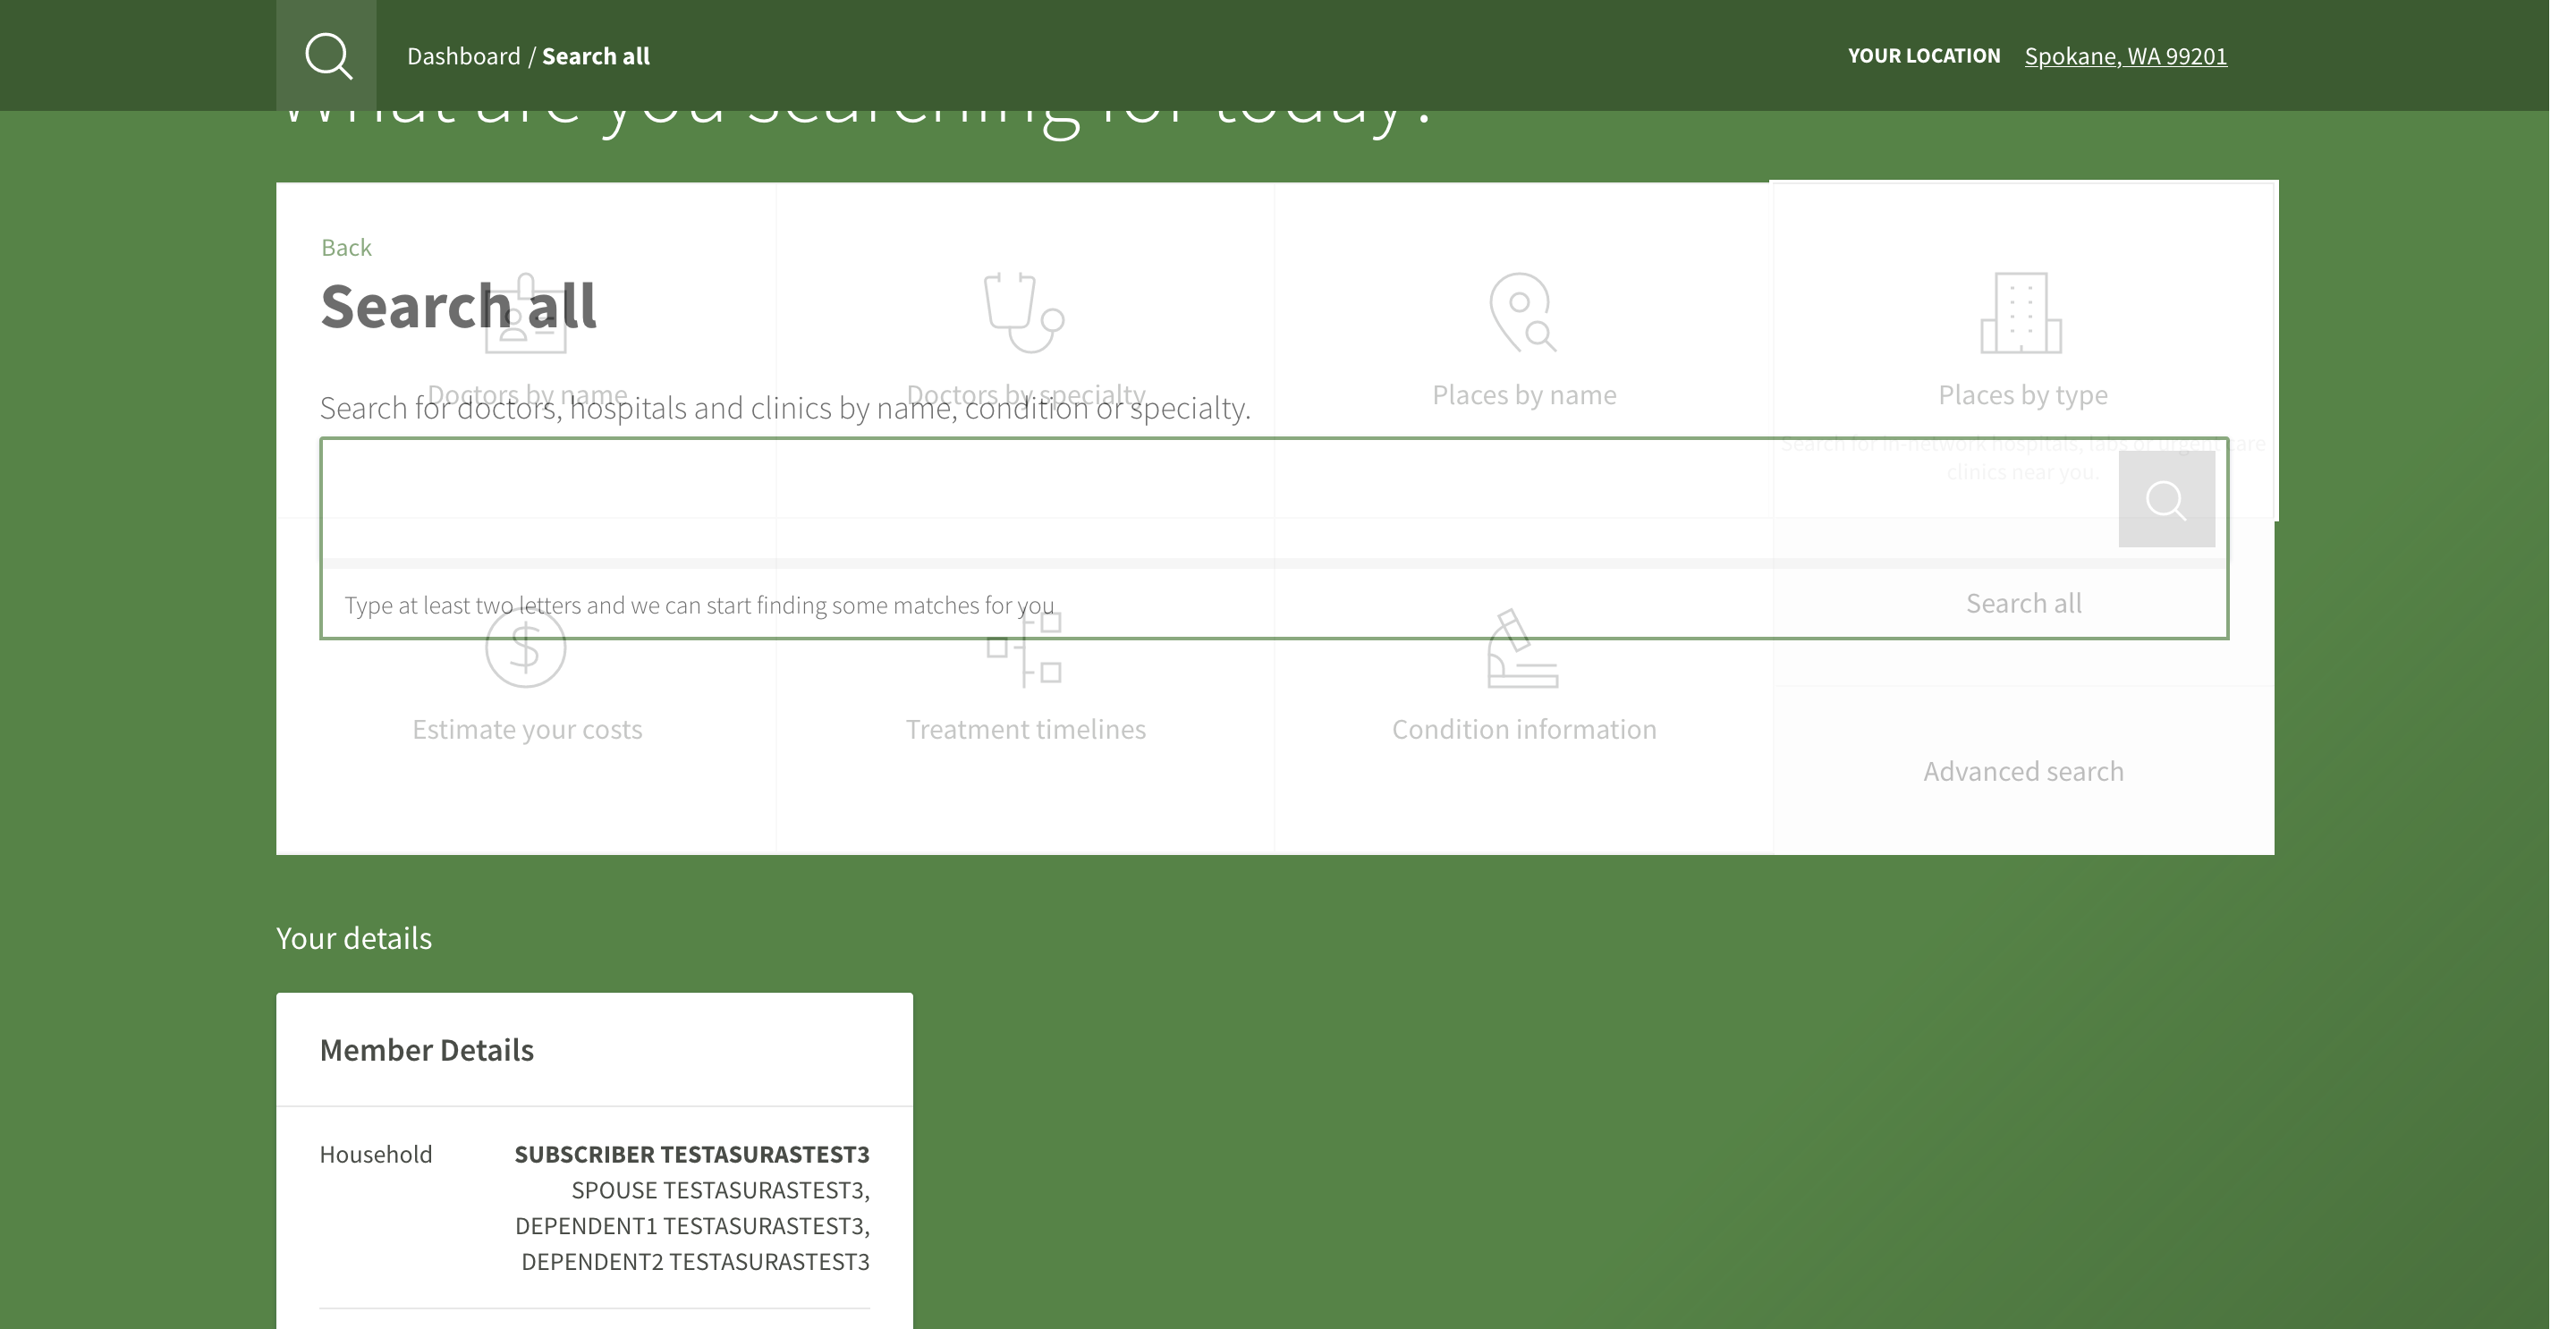 Dashboard / Search all
YOUR LOCATION Spokane, WA 99201
What are you searching for today?
Back
Search all
Doctors by name
Doctors by specialty
Places by name
Places by type
Search for doctors, hospitals and clinics by name, condition or specialty.
Search for in-network hospitals, labs or urgent care
clinics near you.
Type at least two letters and we can start finding some matches for you
Search all
Estimate your costs
Treatment timelines
Condition information
Advanced search
Your details
Member Details
Household
SUBSCRIBER TESTASURASTEST3
SPOUSE TESTASURASTEST3,
DEPENDENT1 TESTASURASTEST3,
DEPENDENT2 TESTASURASTEST3